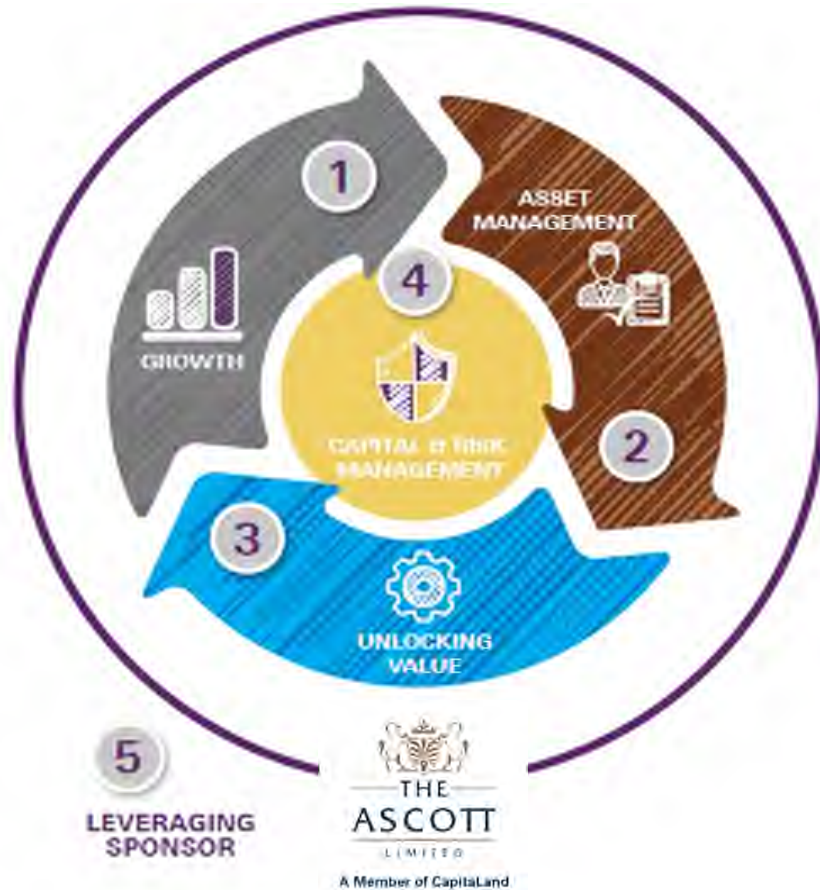 1
GROWTH
ASSET
MANAGEMENT
2
3
UNLOCKING
VALUE
4
CAPITAL & RISK
MANAGEMENT
5
LEVERAGING
SPONSOR
THE
ASCOTT
LIMITED
A Member of CapitaLand